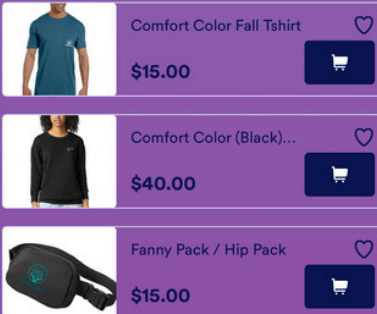 Comfort Color Fall Tshirt
$15.00
Comfort Color (Black)...
$40.00
Fanny Pack / Hip Pack
$15.00